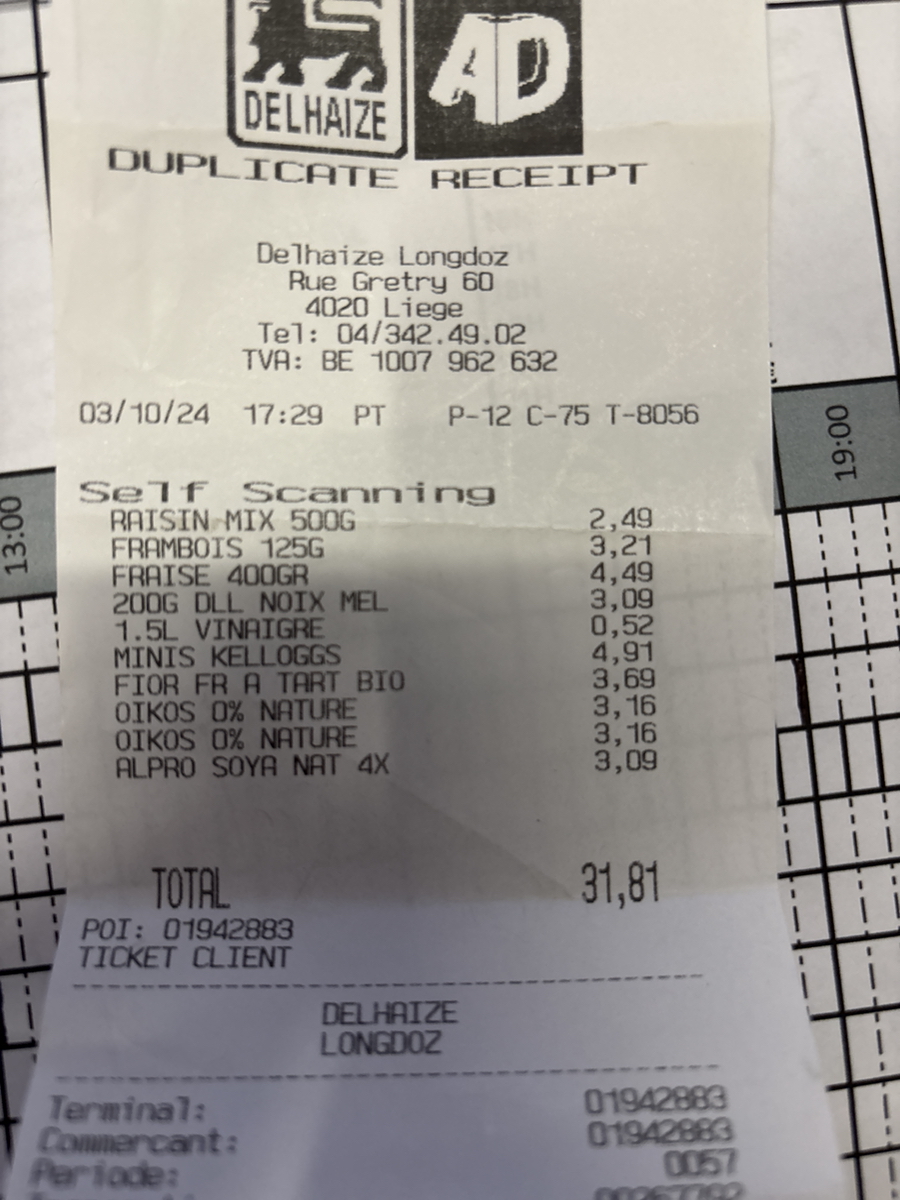 DELHAIZE AD
DUPLICATE RECEIPT
Delhaize Longdoz
Rue Gretry 60
4020 Liege
Tel: 04/342.49.02
TVA: BE 1007 962 632
03/10/24 17:29 PT P-12 C-75 T-8056
Self Scanning
RAISIN MIX 500G 2,49
FRAMBOIS 125G 3,21
FRAISE 400GR 4,49
200G DLL NOIX MEL 3,09
1.5L VINAIGRE 0,52
MINIS KELLOGGS 4,91
FIOR FR A TART BIO 3,69
OIKOS 0% NATURE 3,16
OIKOS 0% NATURE 3,16
ALPRO SOYA NAT 4X 3,09
TOTAL 31,81
POI: 01942883
TICKET CLIENT
DELHAIZE
LONGDOZ
Terminal: 01942883
Commercant: 01942883
Periode: 0057
13:00
19:00